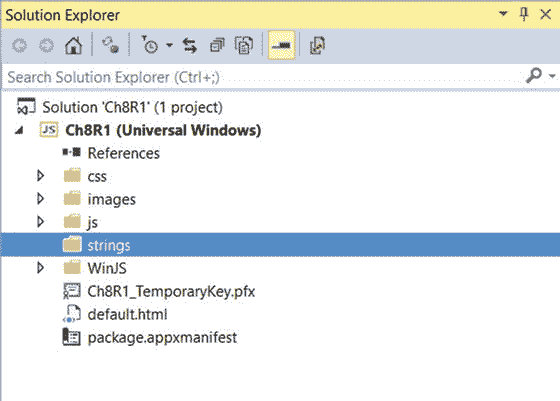 Solution Explorer
Search Solution Explorer (Ctrl+;)
Solution 'Ch8R1' (1 project)
JS Ch8R1 (Universal Windows)
References
css
images
js
strings
WinJS
Ch8R1_TemporaryKey.pfx
default.html
package.appxmanifest